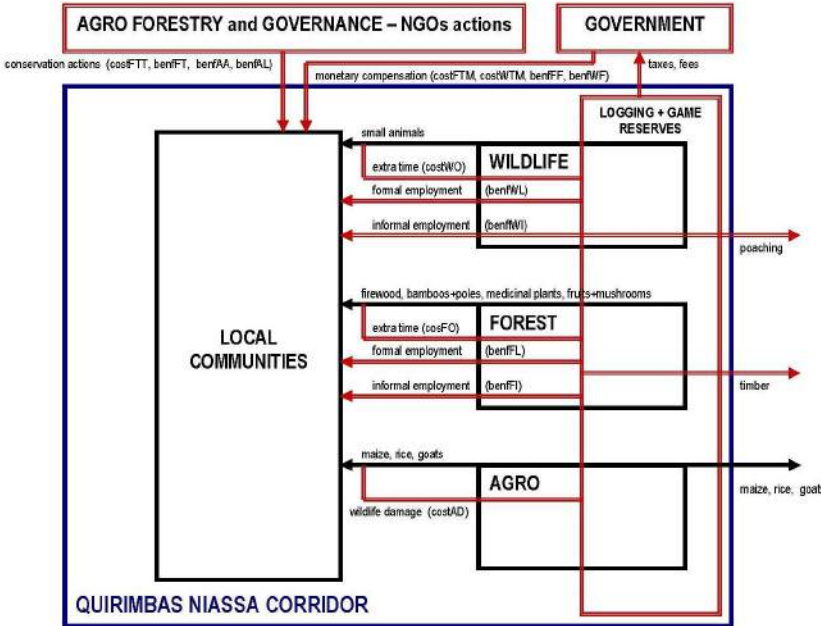 AGRO FORESTRY and GOVERNANCE – NGOs actions
GOVERNMENT
conservation actions (costFTT, benfFT, benfAA, benfAL)
monetary compensation (costFTM, costWTM, benfFF, benfWF)
taxes, fees
LOGGING + GAME
RESERVES
small animals
WILDLIFE
extra time (costWO)
formal employment (benfWL)
informal employment (benfWI)
poaching
firewood, bamboos+poles, medicinal plants, fruits+mushrooms
FOREST
extra time (cosFO)
LOCAL
COMMUNITIES
formal employment (benfFL)
timber
informal employment (benfFI)
maize, rice, goats
AGRO
maize, rice, goat
wildlife damage (costAD)
QUIRIMBAS NIASSA CORRIDOR